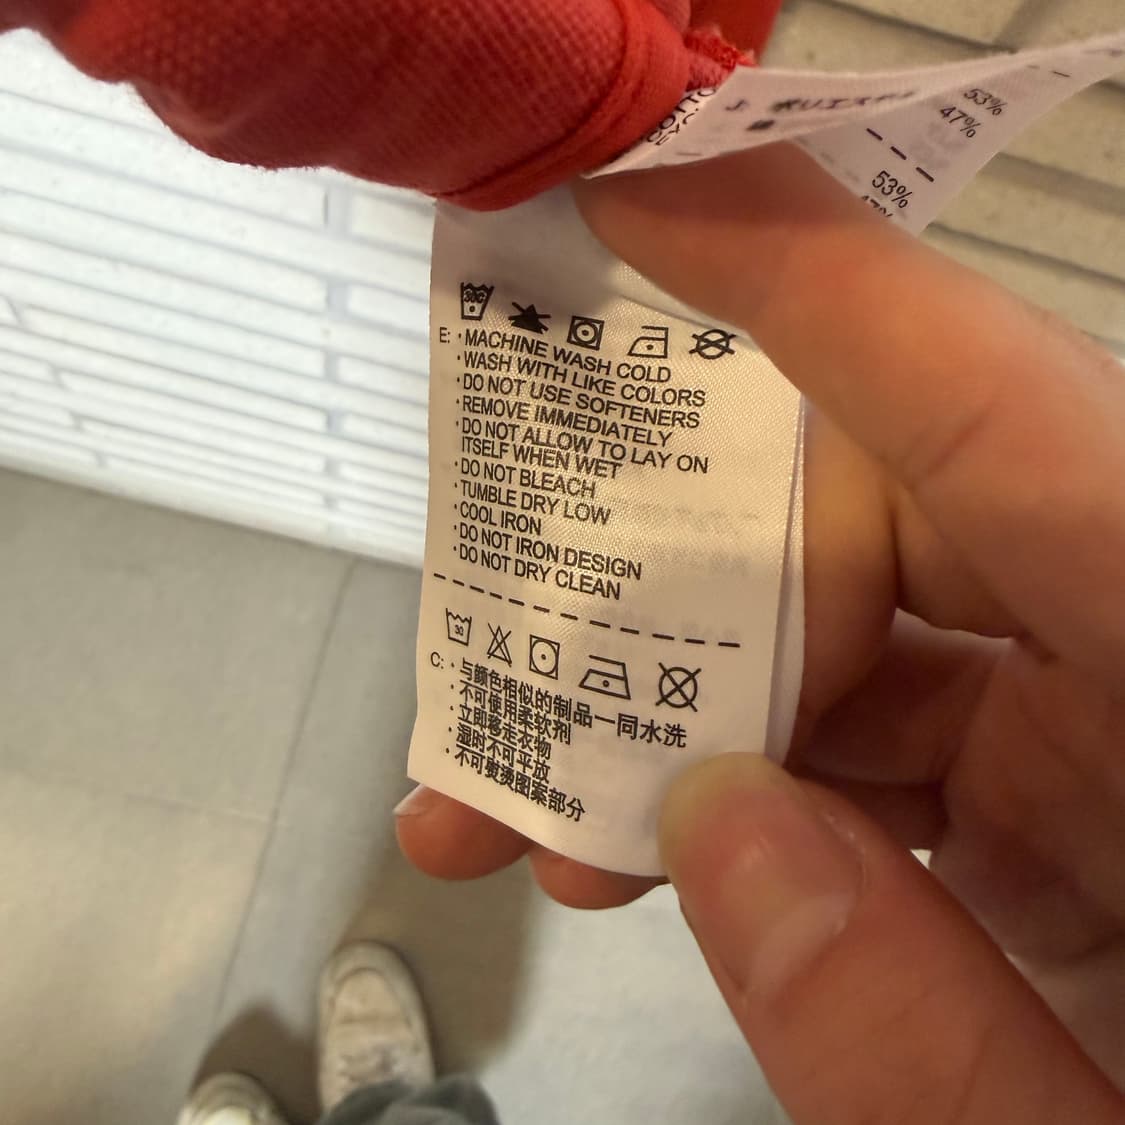 53%
47%
53%
30C
E: · MACHINE WASH COLD
· WASH WITH LIKE COLORS
· DO NOT USE SOFTENERS
· REMOVE IMMEDIATELY
· DO NOT ALLOW TO LAY ON
ITSELF WHEN WET
· DO NOT BLEACH
· TUMBLE DRY LOW
· COOL IRON
· DO NOT IRON DESIGN
· DO NOT DRY CLEAN
30
C: · 与颜色相似的制品一同水洗
· 不可使用柔软剂
· 立即移走衣物
· 湿时不可平放
· 不可熨烫图案部分